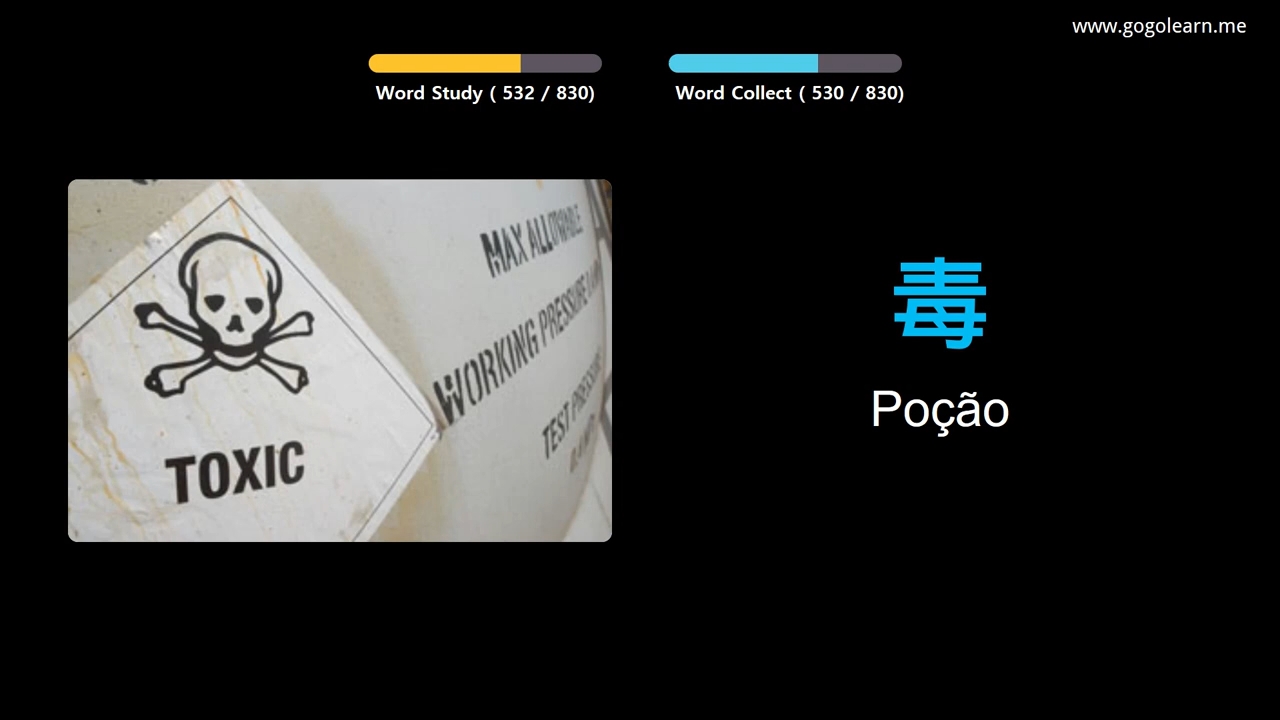 www.gogolearn.me
Word Study ( 532 / 830)
Word Collect ( 530 / 830)
MAX ALLOWABLE
WORKING PRESSURE
TEST PRESSURE
TOXIC
毒
Poção